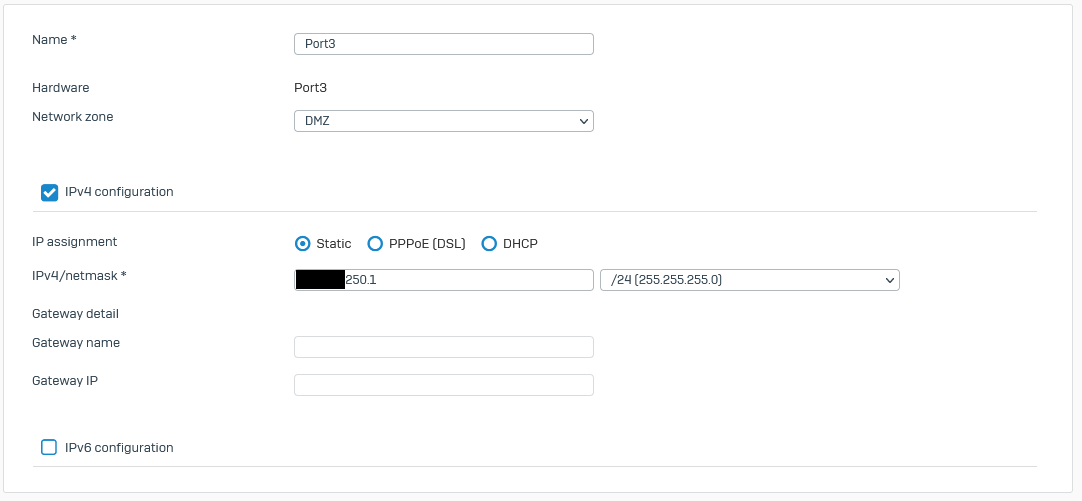 Name * Port3
Hardware Port3
Network zone DMZ
IPv4 configuration
IP assignment Static PPPoE (DSL) DHCP
IPv4/netmask * 250.1 /24 (255.255.255.0)
Gateway detail
Gateway name
Gateway IP
IPv6 configuration